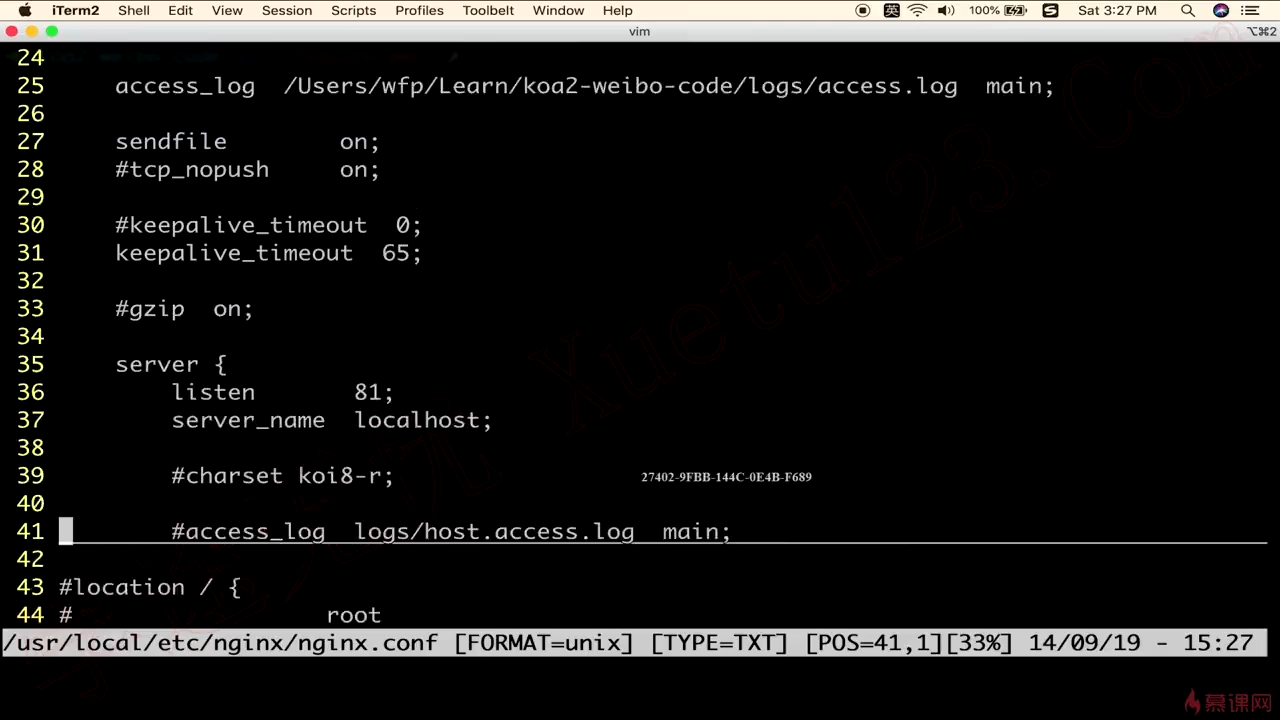 iTerm2 Shell Edit View Session Scripts Profiles Toolbelt Window Help 英 100% S Sat 3:27 PM
vim ⌥⌘2
24
25 access_log /Users/wfp/Learn/koa2-weibo-code/logs/access.log main;
26
27 sendfile on;
28 #tcp_nopush on;
29
30 #keepalive_timeout 0;
31 keepalive_timeout 65;
32
33 #gzip on;
34
35 server {
36 listen 81;
37 server_name localhost;
38
39 #charset koi8-r;
27402-9FBB-144C-0E4B-F689
40
41 #access_log logs/host.access.log main;
42
43 #location / {
44 # root
/usr/local/etc/nginx/nginx.conf [FORMAT=unix] [TYPE=TXT] [POS=41,1][33%] 14/09/19 - 15:27
Xuetu123.Com
慕课网